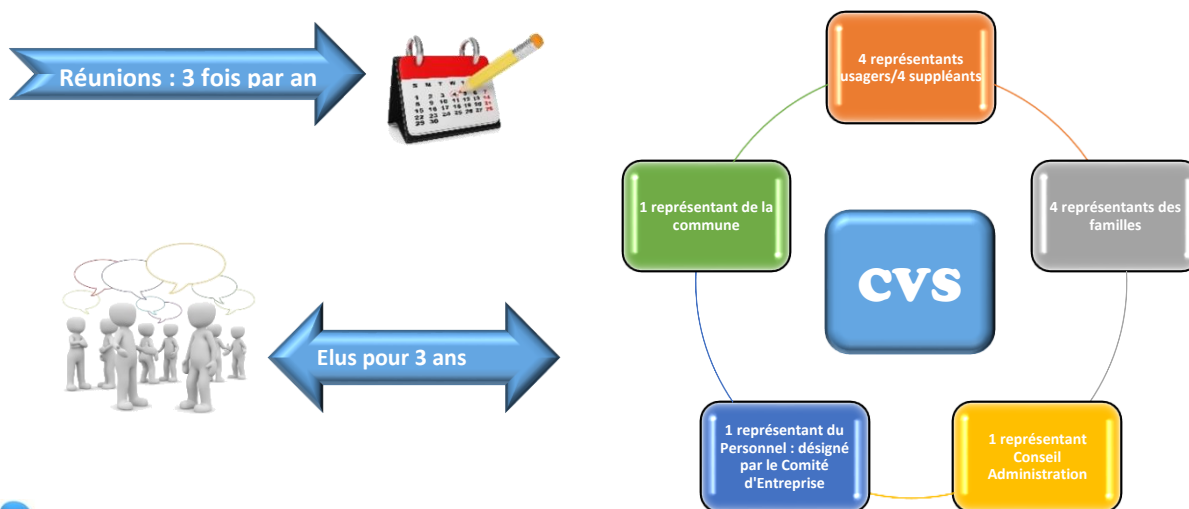 Réunions : 3 fois par an
4 représentants
usagers/4 suppléants
1 représentant de la
commune
4 représentants des
familles
CVS
Elus pour 3 ans
1 représentant du
Personnel : désigné
par le Comité
d'Entreprise
1 représentant
Conseil
Administration